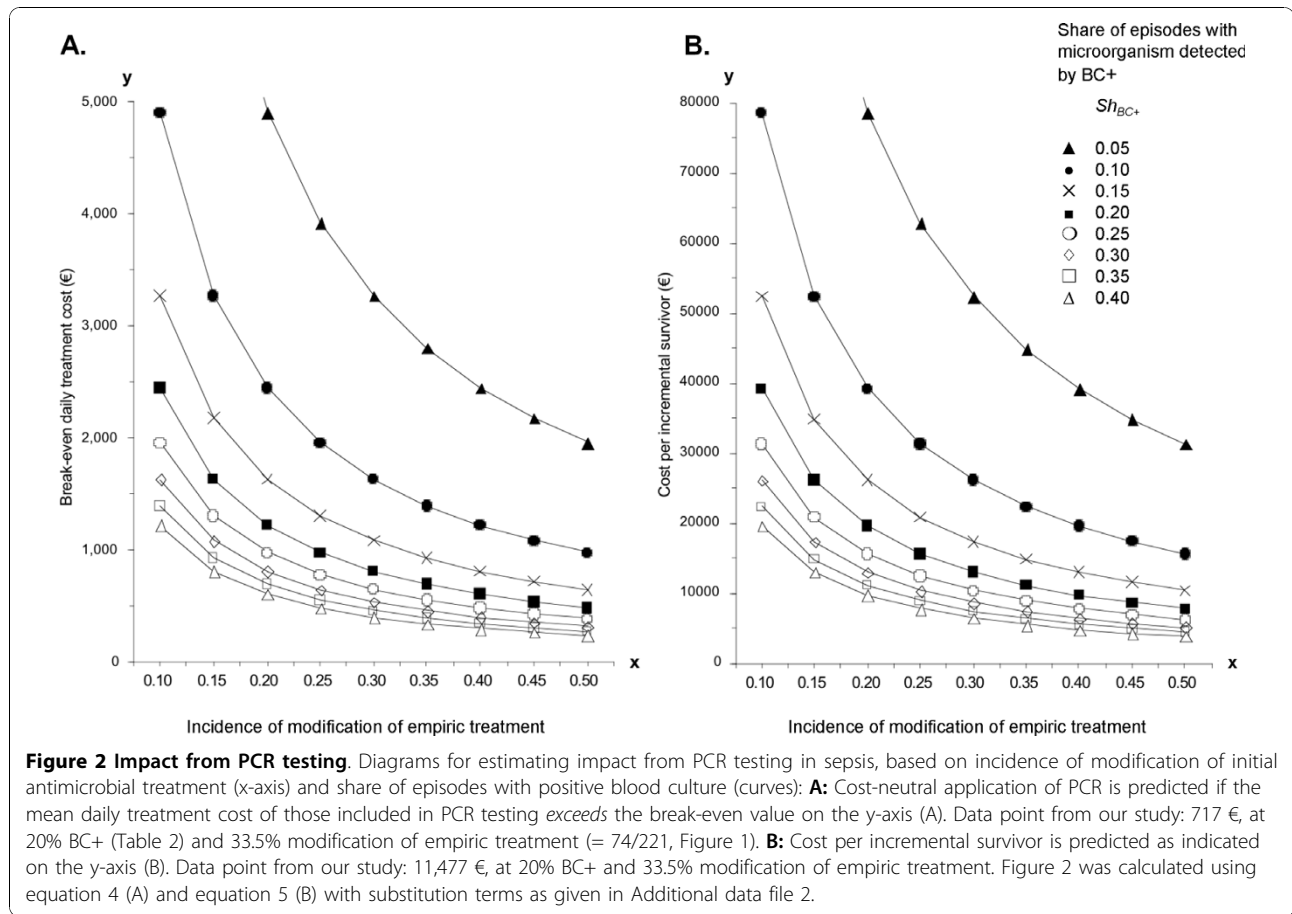 A.
y
5,000
4,000
3,000
2,000
1,000
0
Break-even daily treatment cost (€)
0.10 0.15 0.20 0.25 0.30 0.35 0.40 0.45 0.50
x
Incidence of modification of empiric treatment
B.
y
80000
70000
60000
50000
40000
30000
20000
10000
0
Cost per incremental survivor (€)
0.10 0.15 0.20 0.25 0.30 0.35 0.40 0.45 0.50
x
Incidence of modification of empiric treatment
Share of episodes with
microorganism detected
by BC+
ShBC+
0.05
0.10
0.15
0.20
0.25
0.30
0.35
0.40
Figure 2 Impact from PCR testing. Diagrams for estimating impact from PCR testing in sepsis, based on incidence of modification of initial
antimicrobial treatment (x-axis) and share of episodes with positive blood culture (curves): A: Cost-neutral application of PCR is predicted if the
mean daily treatment cost of those included in PCR testing exceeds the break-even value on the y-axis (A). Data point from our study: 717 €, at
20% BC+ (Table 2) and 33.5% modification of empiric treatment (= 74/221, Figure 1). B: Cost per incremental survivor is predicted as indicated
on the y-axis (B). Data point from our study: 11,477 €, at 20% BC+ and 33.5% modification of empiric treatment. Figure 2 was calculated using
equation 4 (A) and equation 5 (B) with substitution terms as given in Additional data file 2.